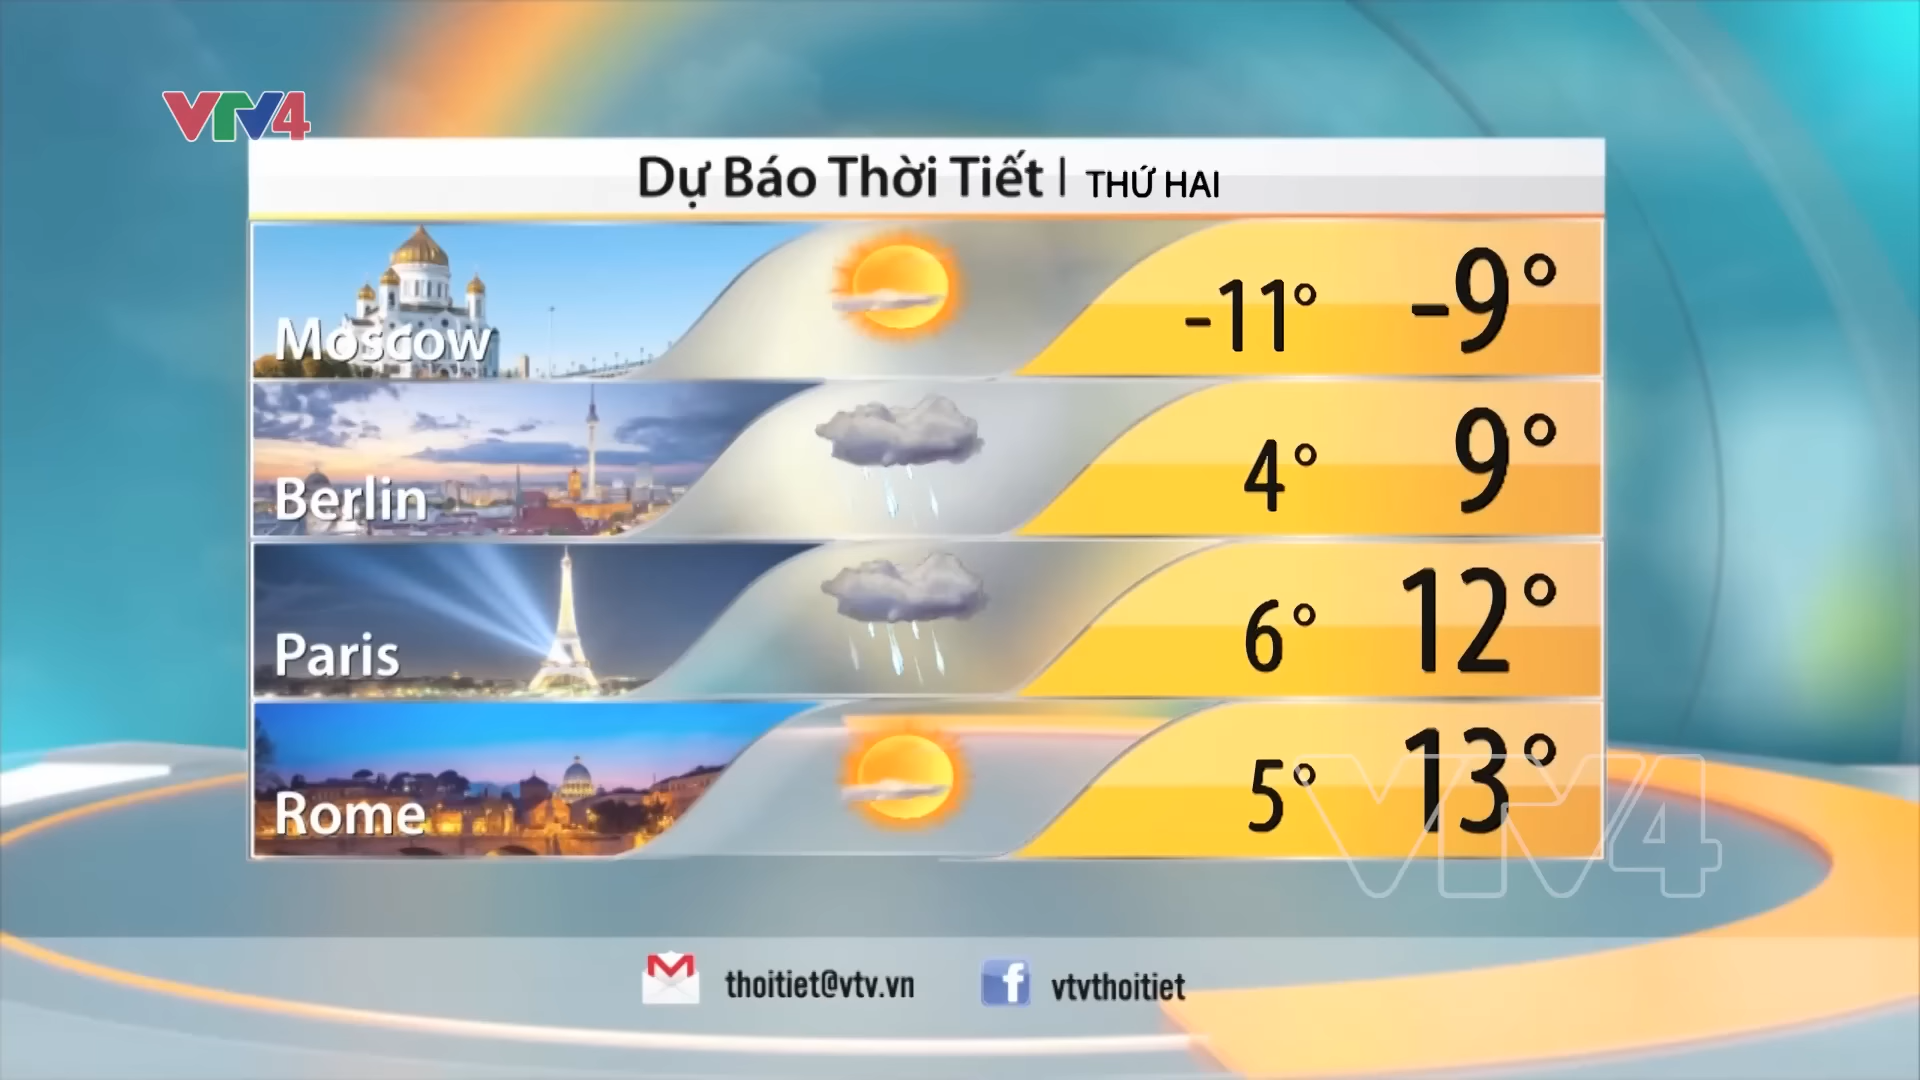 VTV4
Dự Báo Thời Tiết | THỨ HAI
Moscow -11° -9°
Berlin 4° 9°
Paris 6° 12°
Rome 5° 13°
VTV4
thoitiet@vtv.vn vtvthoitiet